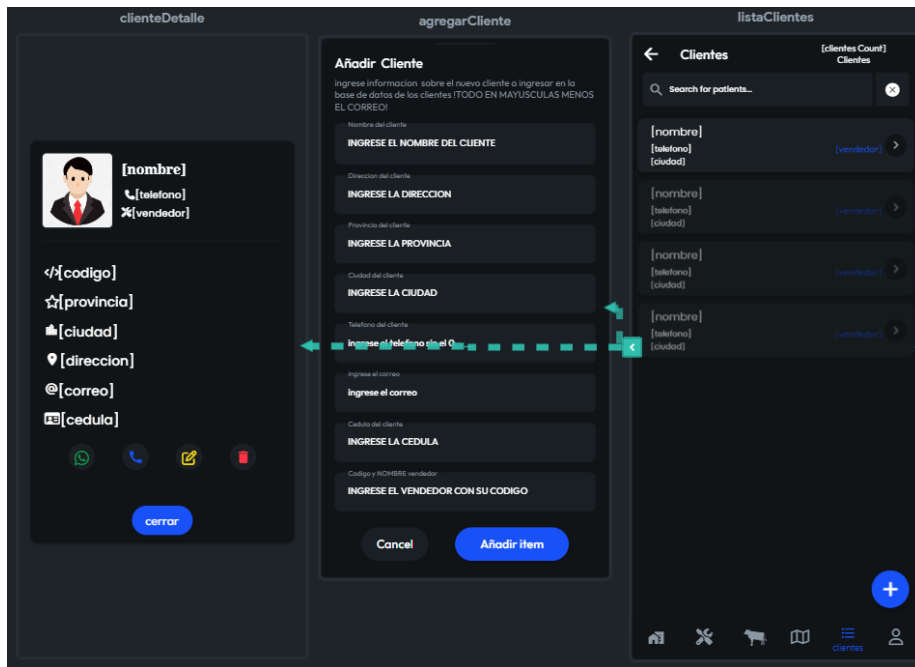 clienteDetalle
[nombre]
[telefono]
[vendedor]
[codigo]
[provincia]
[ciudad]
[direccion]
[correo]
[cedula]
cerrar
agregarCliente
Añadir Cliente
ingrese informacion sobre el nuevo cliente a ingresar en la
base de datos de los clientes !TODO EN MAYUSCULAS MENOS
EL CORREO!
Nombre del cliente
INGRESE EL NOMBRE DEL CLIENTE
Direccion del cliente
INGRESE LA DIRECCION
Provincia del cliente
INGRESE LA PROVINCIA
Ciudad del cliente
INGRESE LA CIUDAD
Telefono del cliente
ingrese el telefono sin el 0...
ingrese el correo
ingrese el correo
Cedula del cliente
INGRESE LA CEDULA
Codigo y NOMBRE vendedor
INGRESE EL VENDEDOR CON SU CODIGO
Cancel
Añadir item
listaClientes
Clientes
[clientes Count]
Clientes
Search for patients...
[nombre]
[telefono]
[vendedor]
[ciudad]
[nombre]
[telefono]
[vendedor]
[ciudad]
[nombre]
[telefono]
[vendedor]
[ciudad]
[nombre]
[telefono]
[vendedor]
[ciudad]
clientes